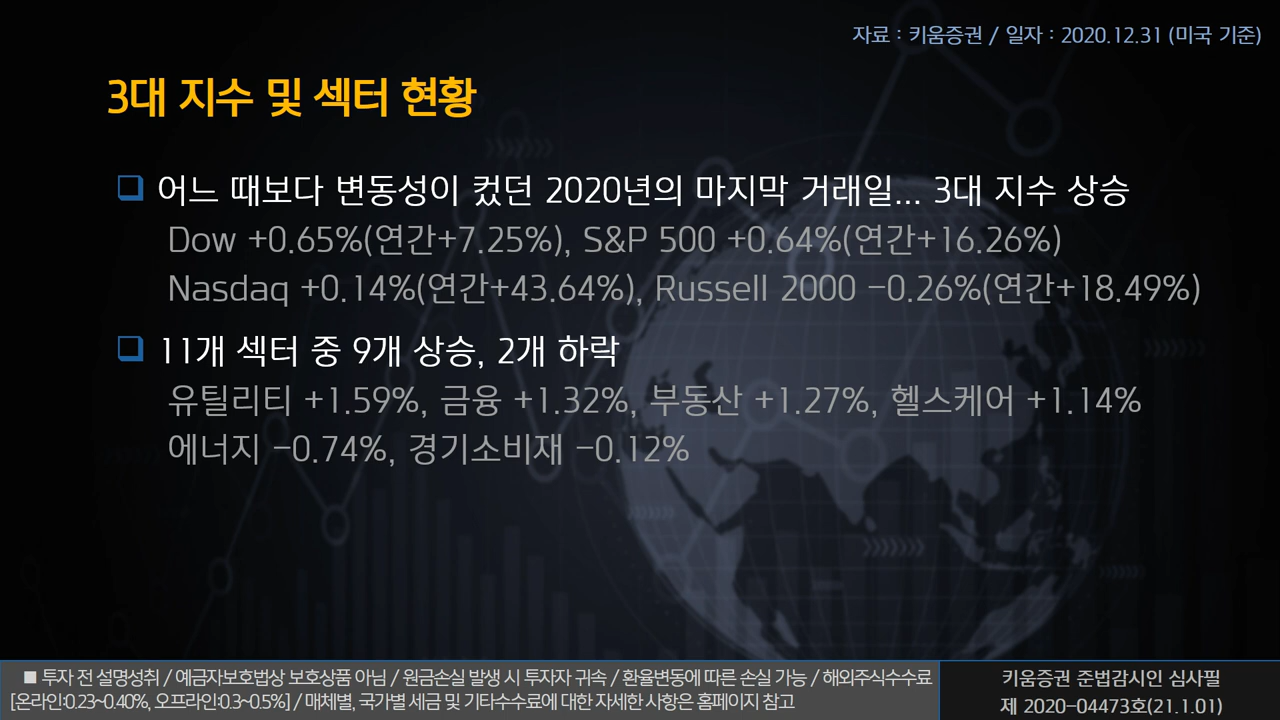 자료 : 키움증권 / 일자 : 2020.12.31 (미국 기준)
3대 지수 및 섹터 현황
❑ 어느 때보다 변동성이 컸던 2020년의 마지막 거래일... 3대 지수 상승
Dow +0.65%(연간+7.25%), S&P 500 +0.64%(연간+16.26%)
Nasdaq +0.14%(연간+43.64%), Russell 2000 -0.26%(연간+18.49%)
❑ 11개 섹터 중 9개 상승, 2개 하락
유틸리티 +1.59%, 금융 +1.32%, 부동산 +1.27%, 헬스케어 +1.14%
에너지 -0.74%, 경기소비재 -0.12%
■ 투자 전 설명성취 / 예금자보호법상 보호상품 아님 / 원금손실 발생 시 투자자 귀속 / 환율변동에 따른 손실 가능 / 해외주식수수료
[온라인:0.23~0.40%, 오프라인:0.3~0.5%] / 매체별, 국가별 세금 및 기타수수료에 대한 자세한 사항은 홈페이지 참고
키움증권 준법감시인 심사필
제 2020-04473호(21.1.01)